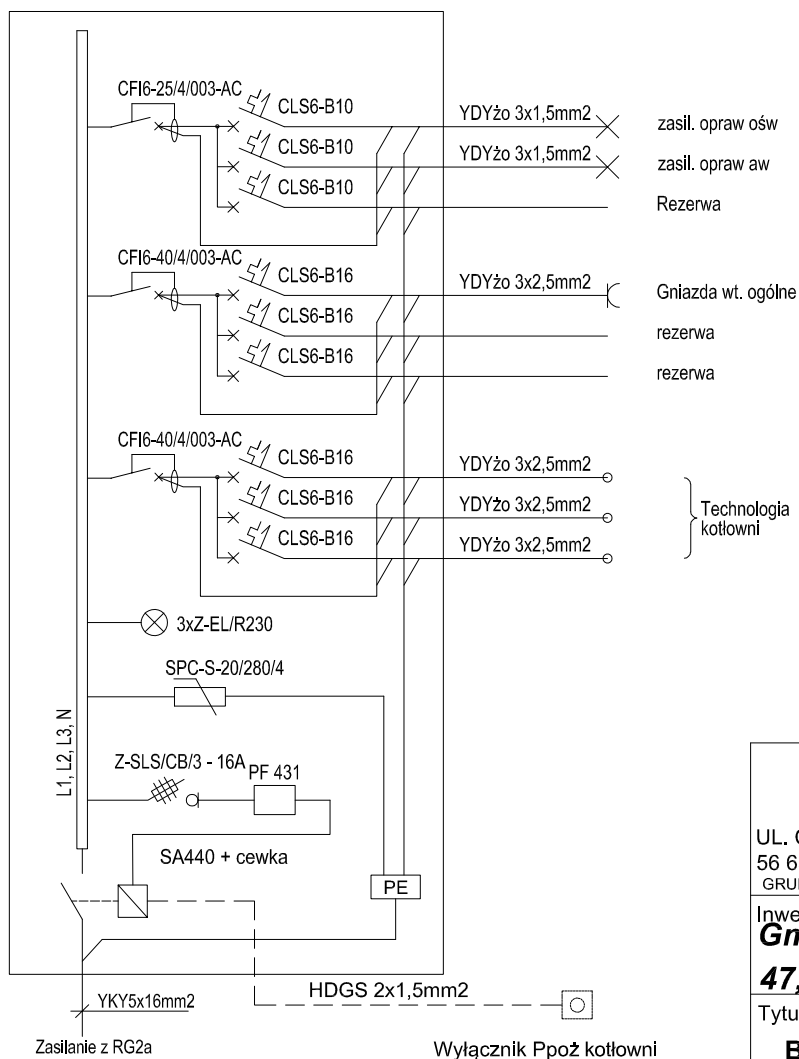 CFI6-25/4/003-AC
CLS6-B10
YDYżo 3x1,5mm2
zasil. opraw ośw
CLS6-B10
YDYżo 3x1,5mm2
zasil. opraw aw
CLS6-B10
Rezerwa
CFI6-40/4/003-AC
CLS6-B16
YDYżo 3x2,5mm2
Gniazda wt. ogólne
CLS6-B16
rezerwa
CLS6-B16
rezerwa
CFI6-40/4/003-AC
CLS6-B16
YDYżo 3x2,5mm2
CLS6-B16
YDYżo 3x2,5mm2
CLS6-B16
YDYżo 3x2,5mm2
Technologia
kotłowni
3xZ-EL/R230
SPC-S-20/280/4
L1, L2, L3, N
Z-SLS/CB/3 - 16A
PF 431
SA440 + cewka
PE
HDGS 2x1,5mm2
YKY5x16mm2
Zasilanie z RG2a
Wyłącznik Ppoż kotłowni
UL.
56 6
GRU
Inwe
Gm
47,
Tytu
B